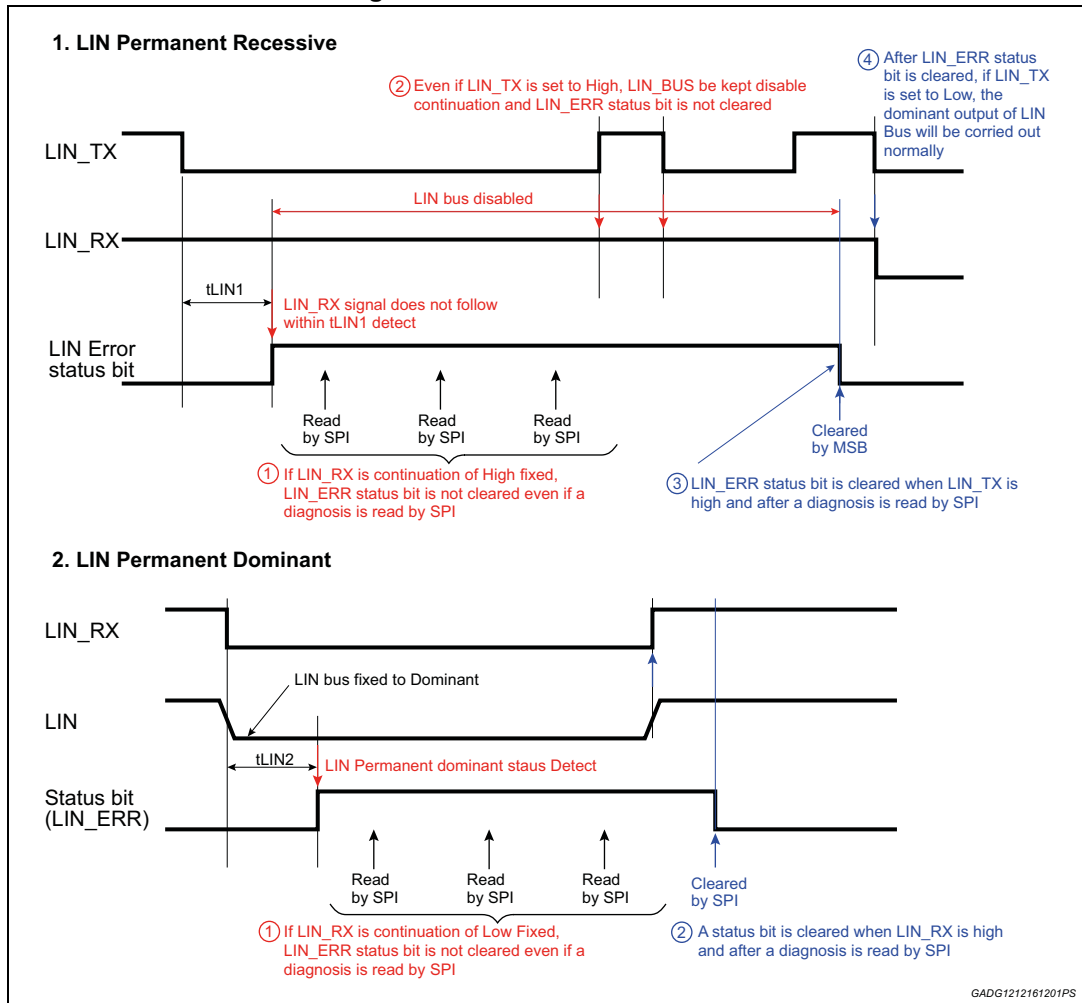 1. LIN Permanent Recessive
② Even if LIN_TX is set to High, LIN_BUS be kept disable
continuation and LIN_ERR status bit is not cleared
④ After LIN_ERR status
bit is cleared, if LIN_TX
is set to Low, the
dominant output of LIN
Bus will be corried out
normally
LIN_TX
LIN bus disabled
LIN_RX
tLIN1
LIN_RX signal does not follow
within tLIN1 detect
LIN Error
status bit
Read
by SPI
Read
by SPI
Read
by SPI
Cleared
by MSB
① If LIN_RX is continuation of High fixed,
LIN_ERR status bit is not cleared even if a
diagnosis is read by SPI
③ LIN_ERR status bit is cleared when LIN_TX is
high and after a diagnosis is read by SPI
2. LIN Permanent Dominant
LIN_RX
LIN bus fixed to Dominant
LIN
tLIN2
LIN Permanent dominant staus Detect
Status bit
(LIN_ERR)
Read
by SPI
Read
by SPI
Read
by SPI
Cleared
by SPI
① If LIN_RX is continuation of Low Fixed,
LIN_ERR status bit is not cleared even if a
diagnosis is read by SPI
② A status bit is cleared when LIN_RX is high
and after a diagnosis is read by SPI
GADG1212161201PS